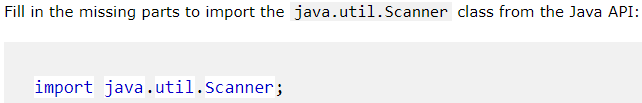 Fill in the missing parts to import the java.util.Scanner class from the Java API:
import java.util.Scanner;